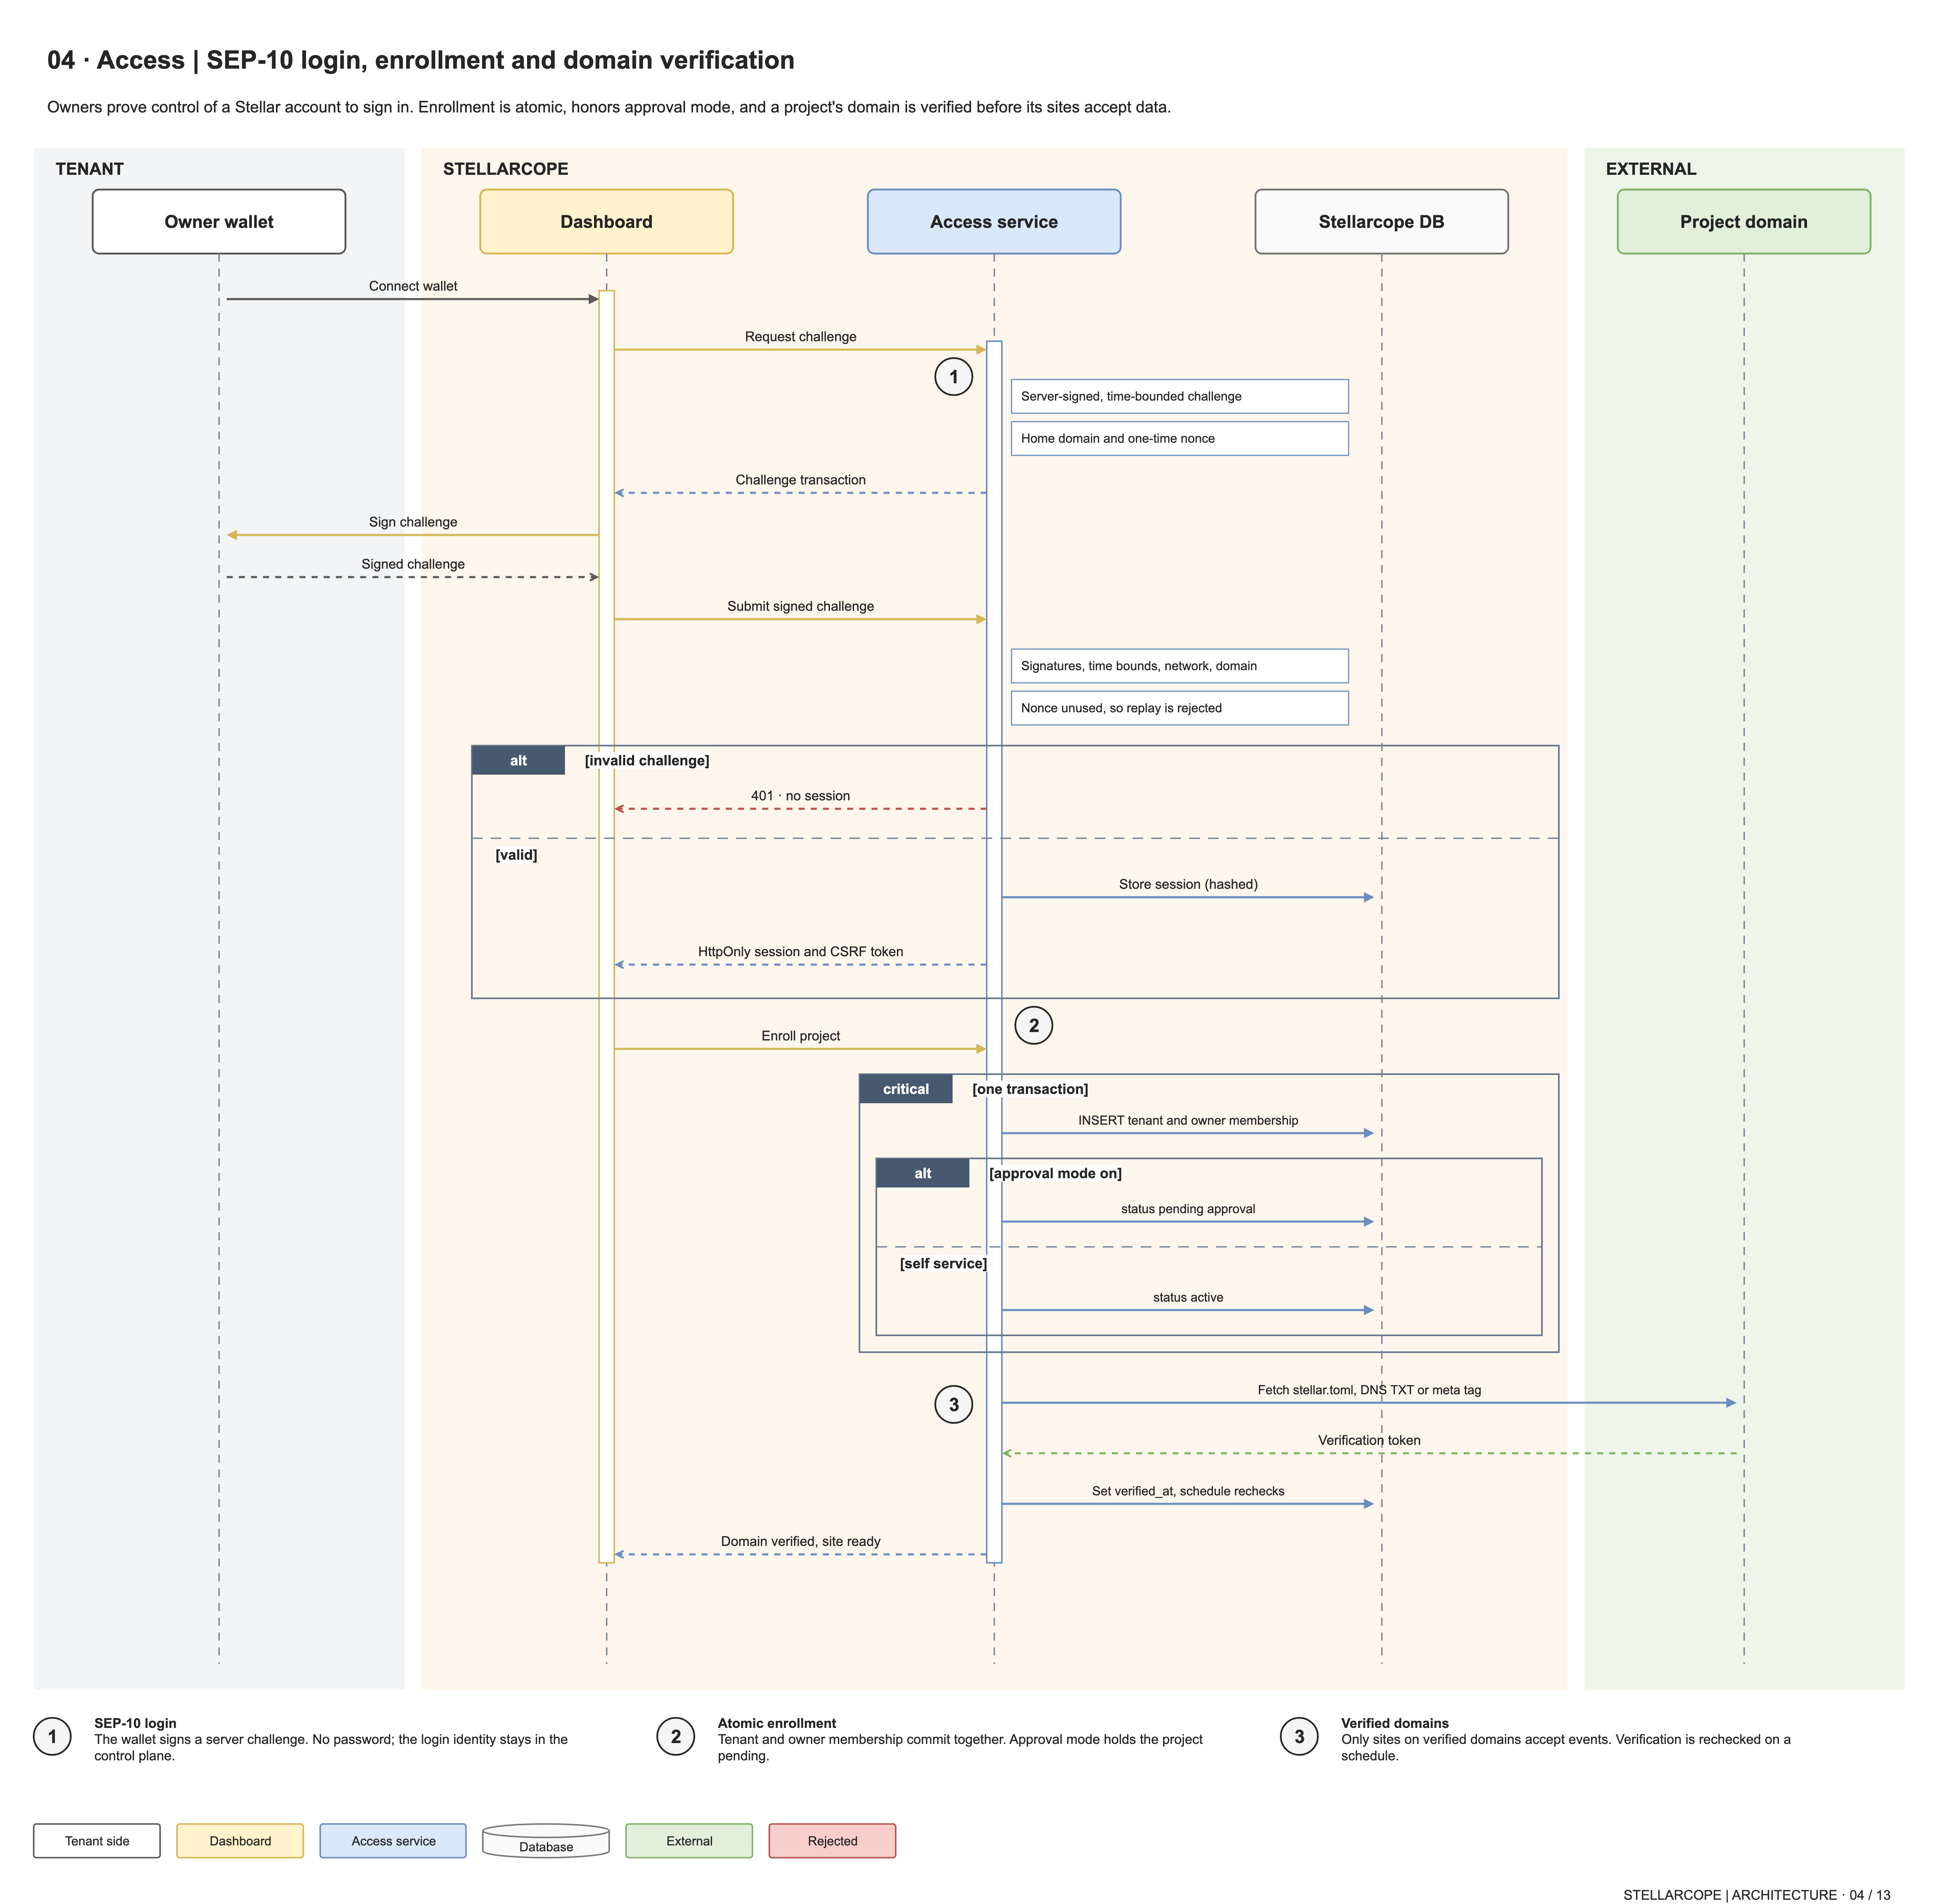 04 · Access | SEP-10 login, enrollment and domain verification
Owners prove control of a Stellar account to sign in. Enrollment is atomic, honors approval mode, and a project's domain is verified before its sites accept data.
TENANT
STELLARCOPE
EXTERNAL
Owner wallet
Dashboard
Access service
Stellarcope DB
Project domain
Connect wallet
Request challenge
1
Server-signed, time-bounded challenge
Home domain and one-time nonce
Challenge transaction
Sign challenge
Signed challenge
Submit signed challenge
Signatures, time bounds, network, domain
Nonce unused, so replay is rejected
alt
[invalid challenge]
401 · no session
[valid]
Store session (hashed)
HttpOnly session and CSRF token
2
Enroll project
critical
[one transaction]
INSERT tenant and owner membership
alt
[approval mode on]
status pending approval
[self service]
status active
3
Fetch stellar.toml, DNS TXT or meta tag
Verification token
Set verified_at, schedule rechecks
Domain verified, site ready
1
SEP-10 login
The wallet signs a server challenge. No password; the login identity stays in the
control plane.
2
Atomic enrollment
Tenant and owner membership commit together. Approval mode holds the project
pending.
3
Verified domains
Only sites on verified domains accept events. Verification is rechecked on a
schedule.
Tenant side
Dashboard
Access service
Database
External
Rejected
STELLARCOPE | ARCHITECTURE · 04 / 13